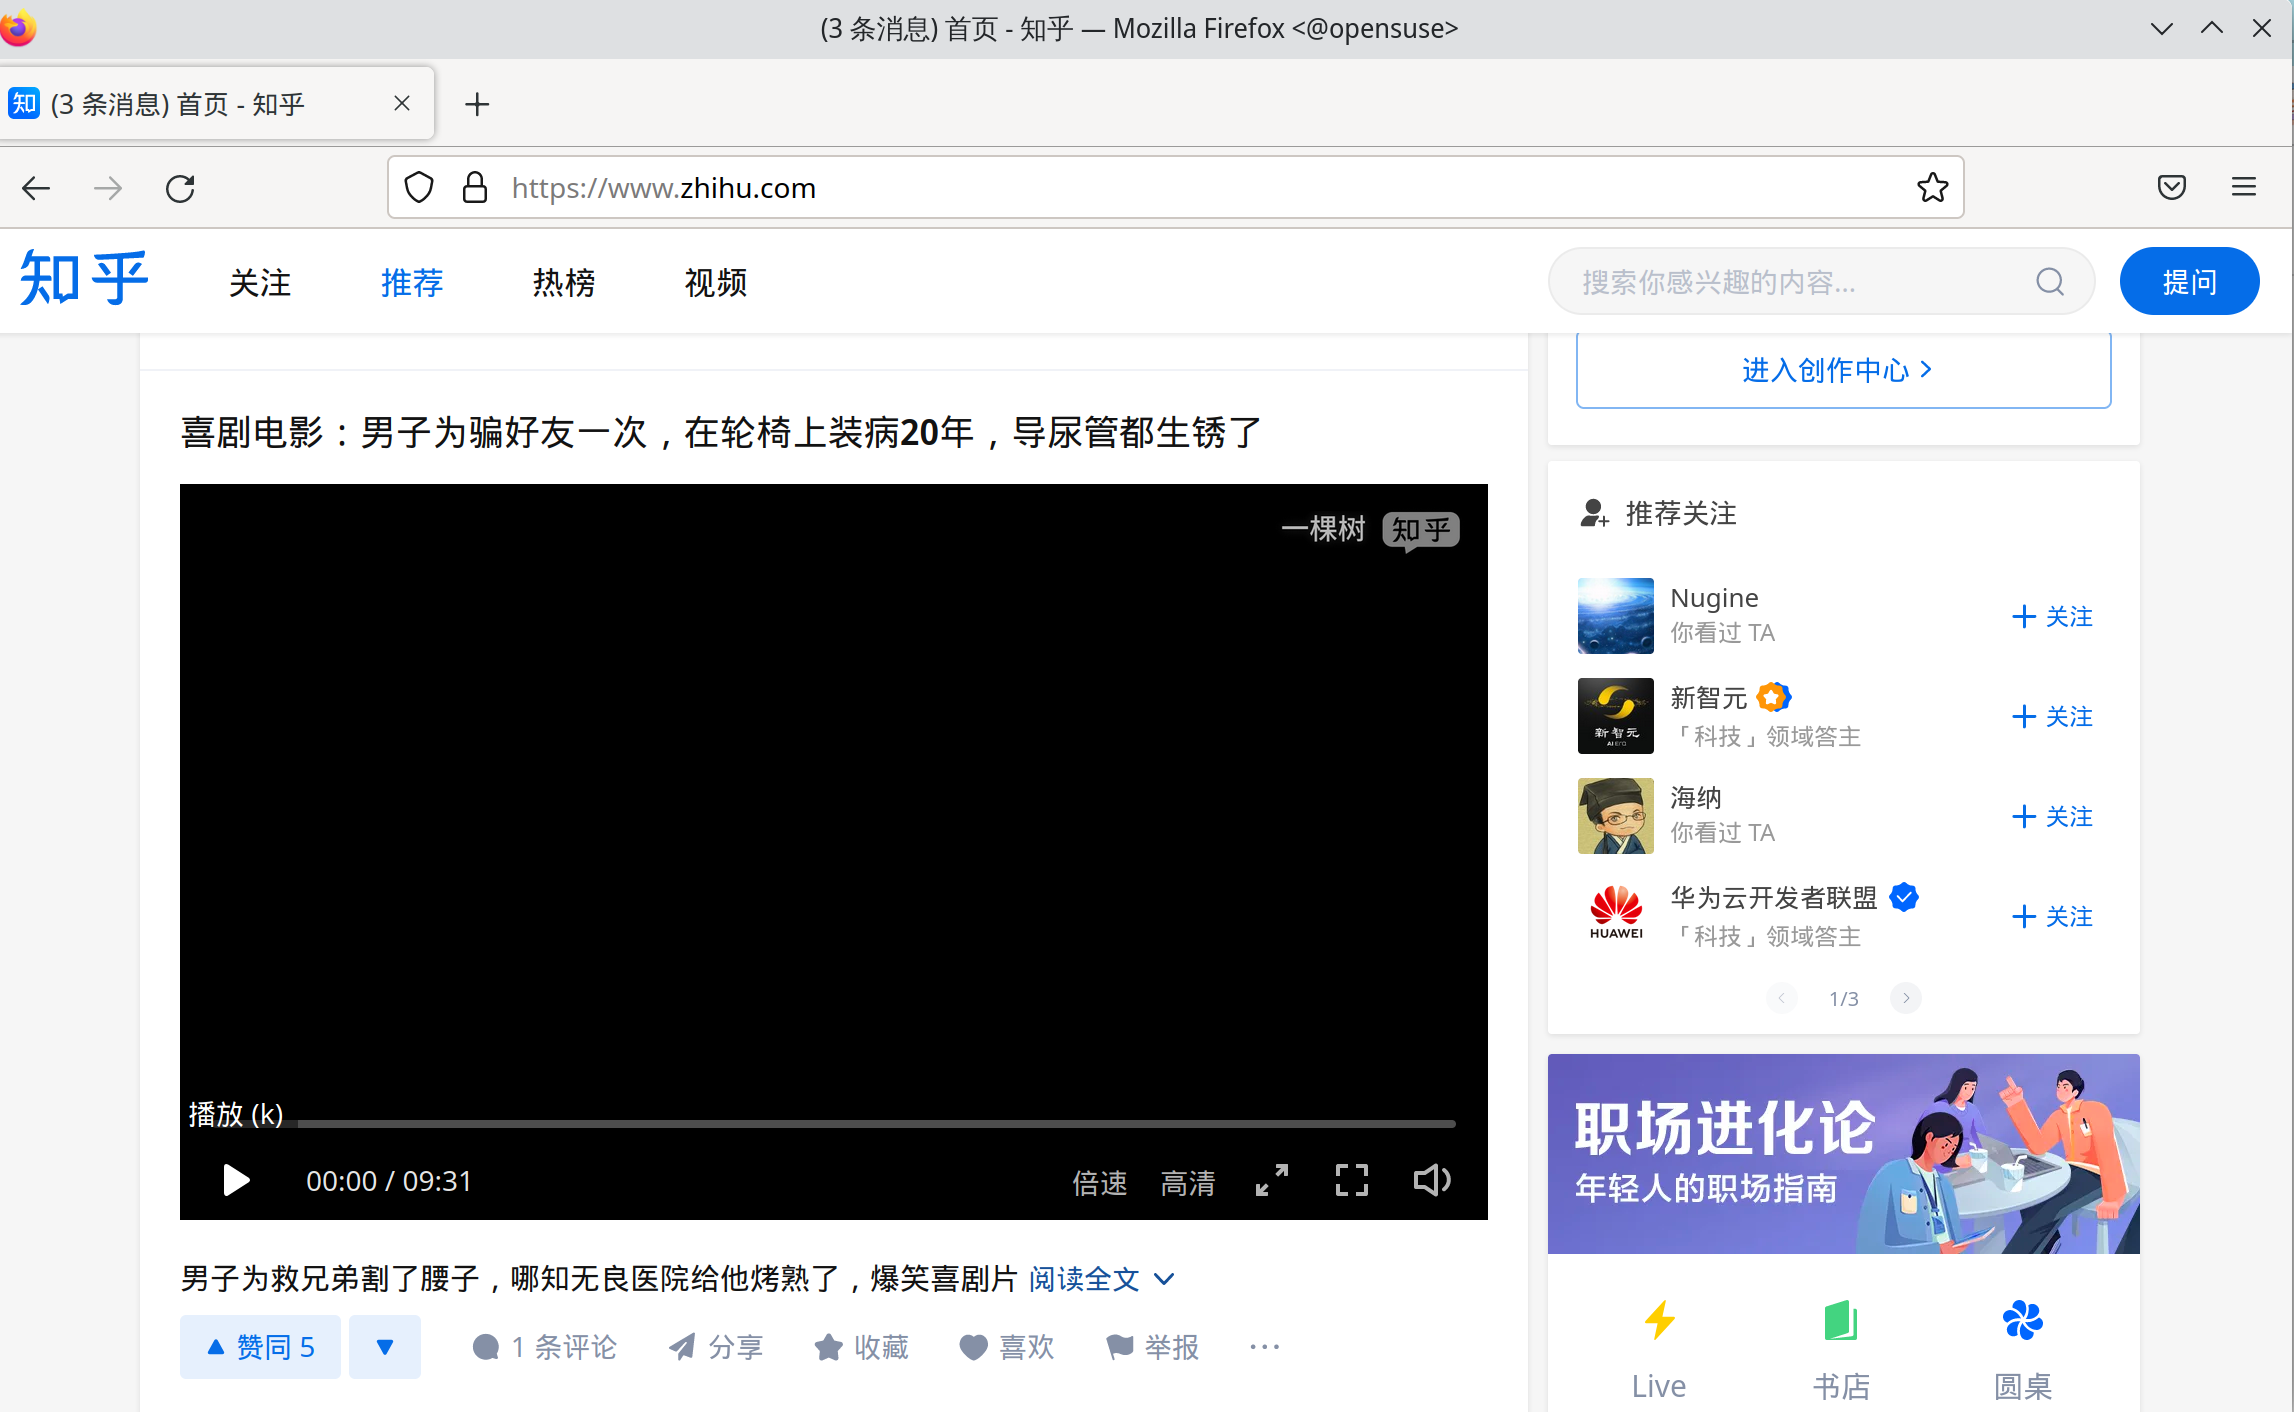 (3 条消息) 首页 - 知乎 — Mozilla Firefox <@opensuse>
知 (3 条消息) 首页 - 知乎
https://www.zhihu.com
知乎 关注 推荐 热榜 视频 搜索你感兴趣的内容... 提问
进入创作中心
喜剧电影：男子为骗好友一次，在轮椅上装病20年，导尿管都生锈了
一棵树 知乎
播放 (k)
00:00 / 09:31 倍速 高清
男子为救兄弟割了腰子，哪知无良医院给他烤熟了，爆笑喜剧片 阅读全文
赞同 5 1 条评论 分享 收藏 喜欢 举报 ···
推荐关注
Nugine
你看过 TA
关注
新智元
新智元
AI era
「科技」领域答主
关注
海纳
你看过 TA
关注
HUAWEI
华为云开发者联盟
「科技」领域答主
关注
1/3
职场进化论
年轻人的职场指南
Live 书店 圆桌